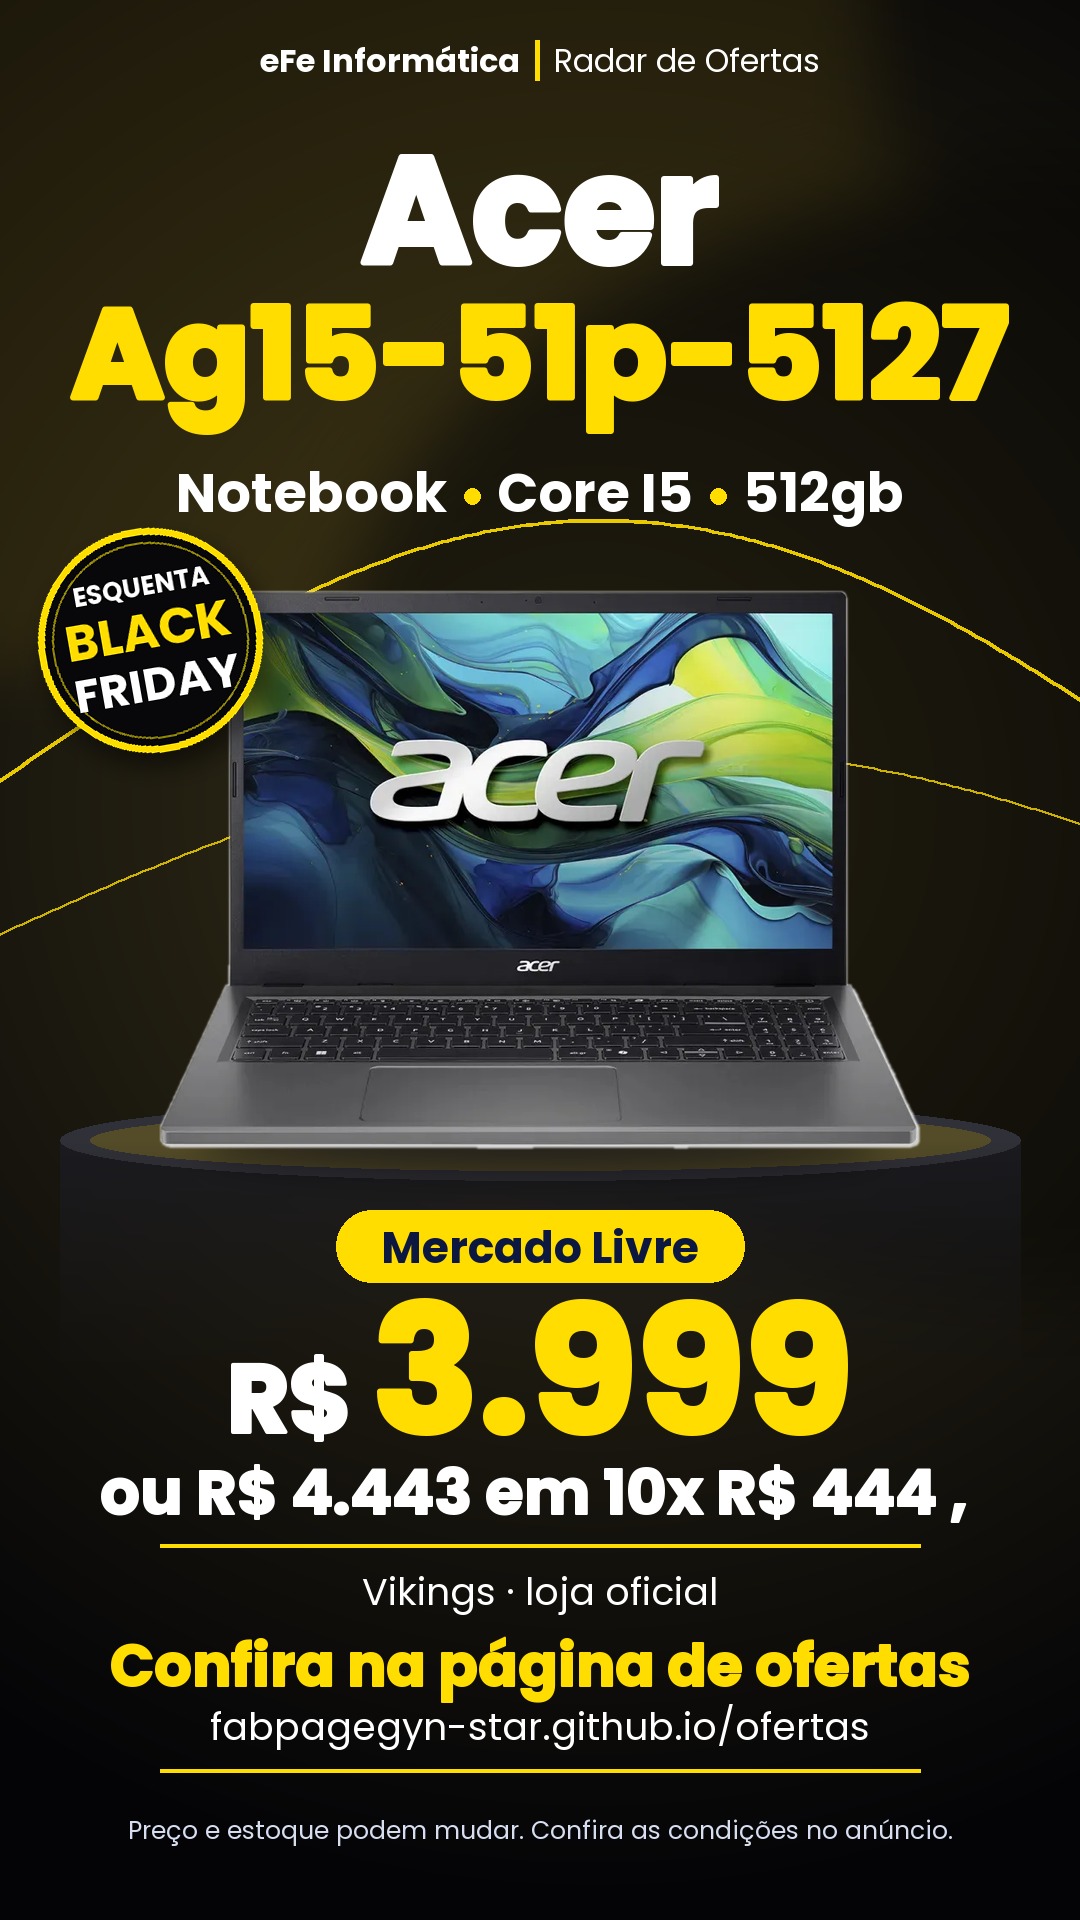 eFe Informática | Radar de Ofertas
Acer
Ag15-51p-5127
Notebook • Core I5 • 512gb
ESQUENTA
BLACK
FRIDAY
acer
acer
Mercado Livre
R$ 3.999
ou R$ 4.443 em 10x R$ 444 ,
Vikings · loja oficial
Confira na página de ofertas
fabpagegyn-star.github.io/ofertas
Preço e estoque podem mudar. Confira as condições no anúncio.